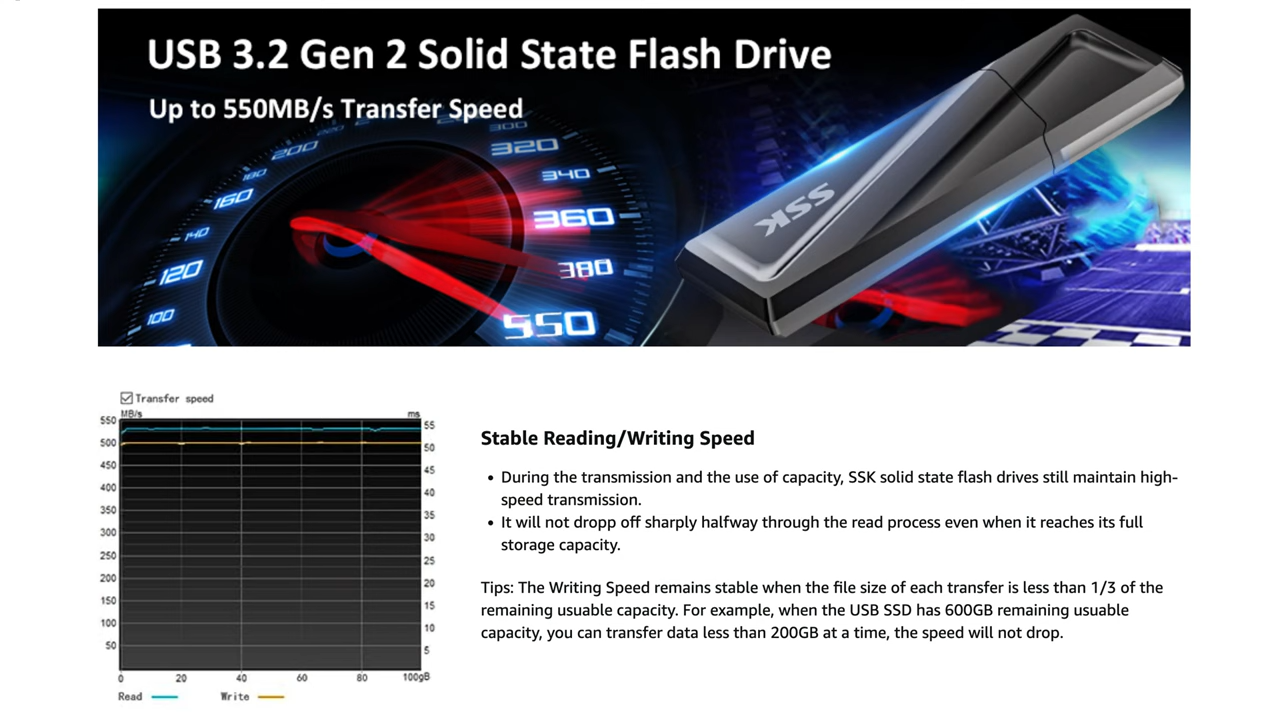 USB 3.2 Gen 2 Solid State Flash Drive
Up to 550MB/s Transfer Speed
300
320
340
360
380
550
200
180
160
140
120
100
SSK
Transfer speed
MB/s
ms
550
500
450
400
350
300
250
200
150
100
50
55
50
45
40
35
30
25
20
15
10
5
0 20 40 60 80 100gB
Read Write
Stable Reading/Writing Speed
• During the transmission and the use of capacity, SSK solid state flash drives still maintain high-
speed transmission.
• It will not dropp off sharply halfway through the read process even when it reaches its full
storage capacity.
Tips: The Writing Speed remains stable when the file size of each transfer is less than 1/3 of the
remaining usuable capacity. For example, when the USB SSD has 600GB remaining usuable
capacity, you can transfer data less than 200GB at a time, the speed will not drop.